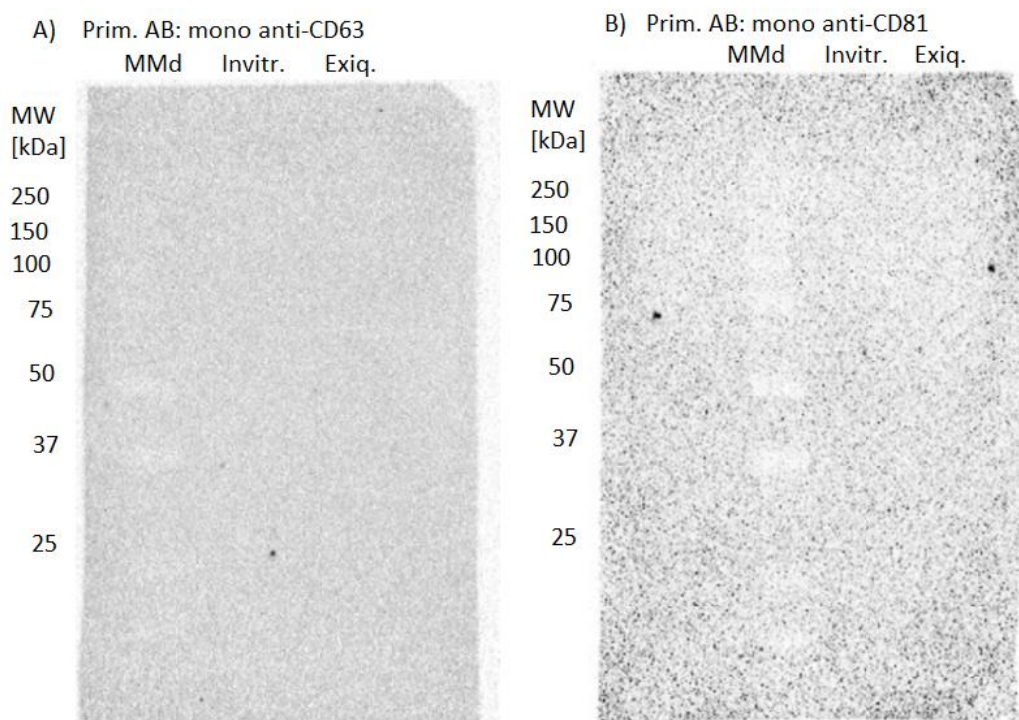 A) Prim. AB: mono anti-CD63
MMd Invitr. Exiq.
MW
[kDa]
250
150
100
75
50
37
25
B) Prim. AB: mono anti-CD81
MMd Invitr. Exiq.
MW
[kDa]
250
150
100
75
50
37
25